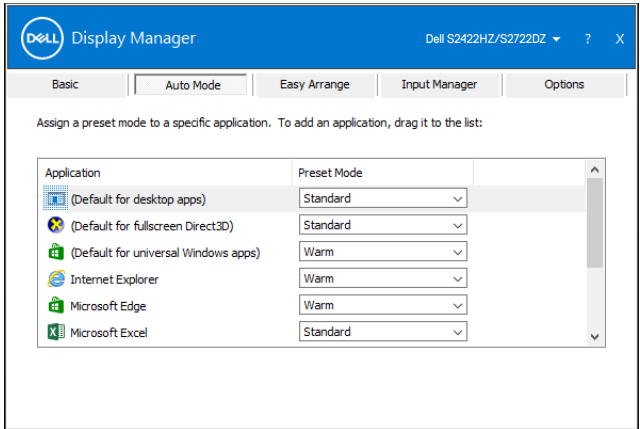 DELL Display Manager Dell S2422HZ/S2722DZ ? X
Basic Auto Mode Easy Arrange Input Manager Options
Assign a preset mode to a specific application. To add an application, drag it to the list:
Application Preset Mode
(Default for desktop apps) Standard
(Default for fullscreen Direct3D) Standard
(Default for universal Windows apps) Warm
Internet Explorer Warm
Microsoft Edge Warm
Microsoft Excel Standard